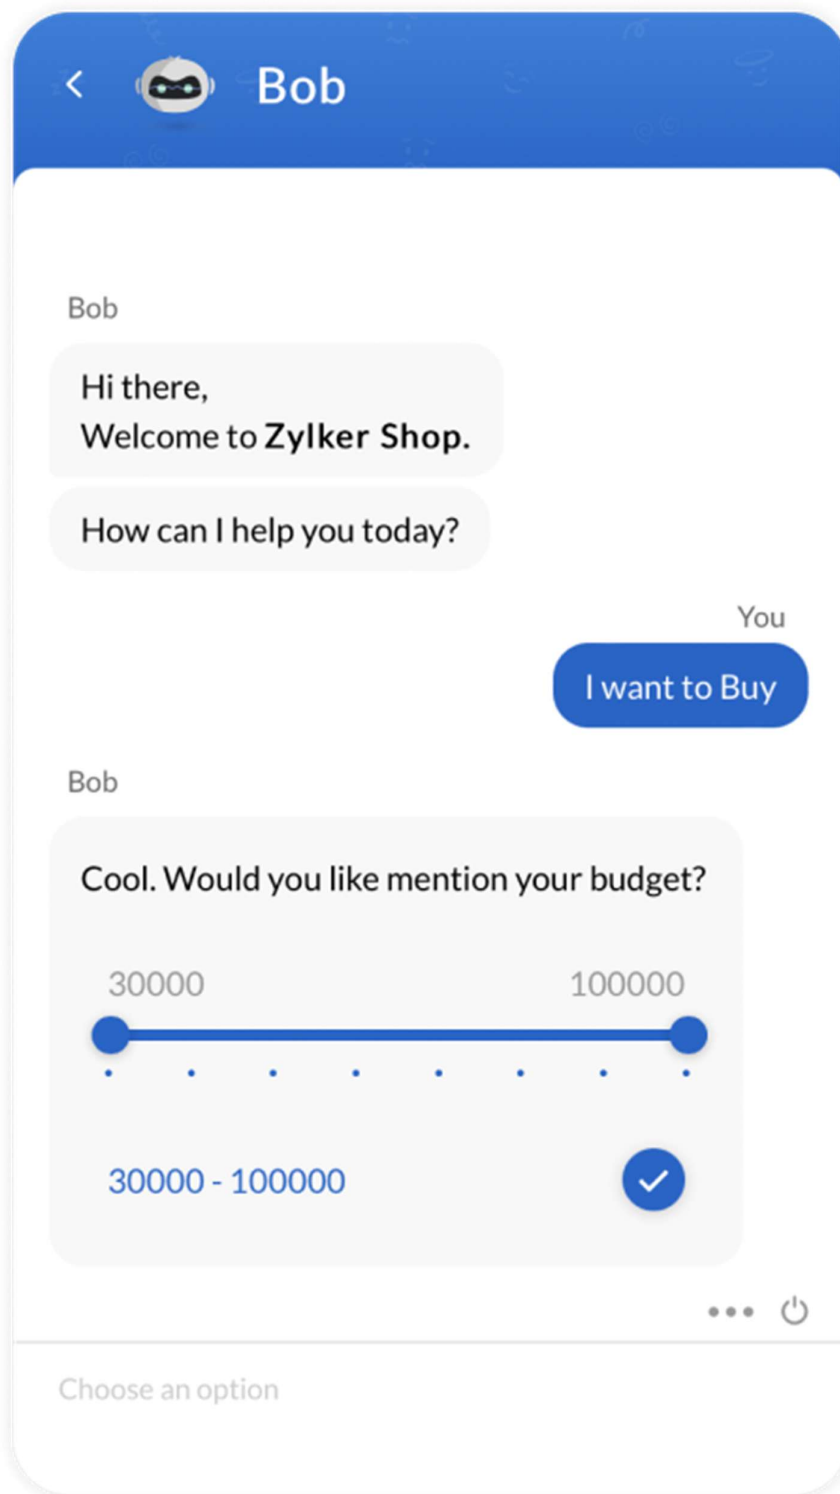 Bob
Bob
Hi there,
Welcome to Zylker Shop.
How can I help you today?
You
I want to Buy
Bob
Cool. Would you like mention your budget?
30000 100000
30000 - 100000
Choose an option